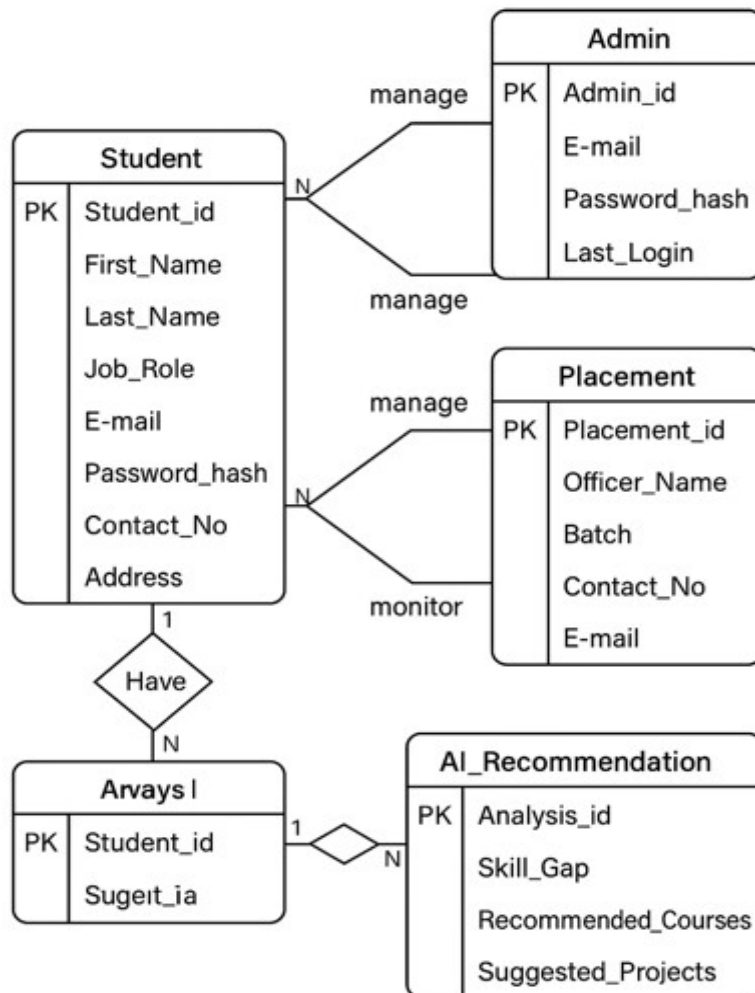 Admin
PK Admin_id
E-mail
Password_hash
Last_Login
manage
N
manage
Student
PK Student_id
First_Name
Last_Name
Job_Role
E-mail
Password_hash
Contact_No
Address
Placement
PK Placement_id
Officer_Name
Batch
Contact_No
E-mail
manage
N
monitor
1
Have
N
Arvays
PK Student_id
1
N
AI_Recommendation
PK Analysis_id
Skill_Gap
Recommended_Courses
Suggested_Projects